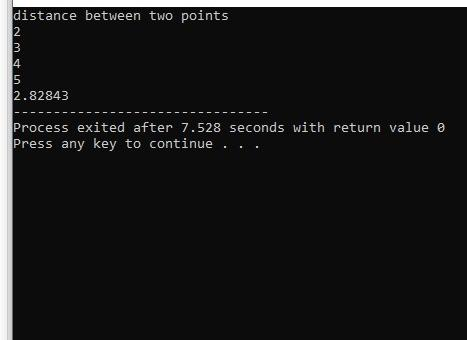 distance between two points
2
3
4
5
2.82843
--------------------------------
Process exited after 7.528 seconds with return value 0
Press any key to continue . . .